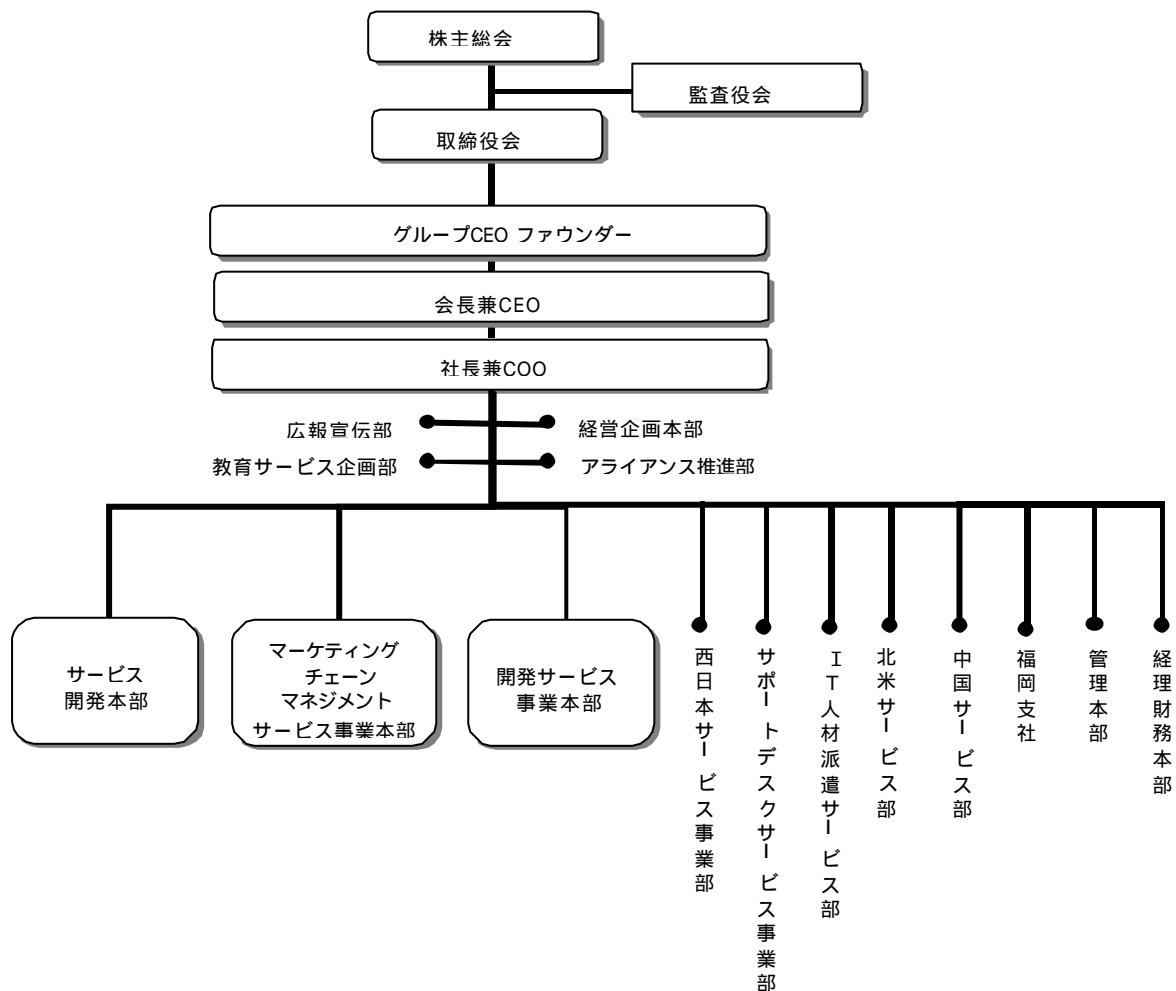 株主総会
監査役会
取締役会
グループCEO ファウンダー
会長兼CEO
社長兼COO
広報宣伝部
経営企画本部
教育サービス企画部
アライアンス推進部
サービス
開発本部
マーケティング
チェーン
マネジメント
サービス事業本部
開発サービス
事業本部
西日本サービス事業部
サポートデスクサービス事業部
IT人材派遣サービス部
北米サービス部
中国サービス部
福岡支社
管理本部
経理財務本部